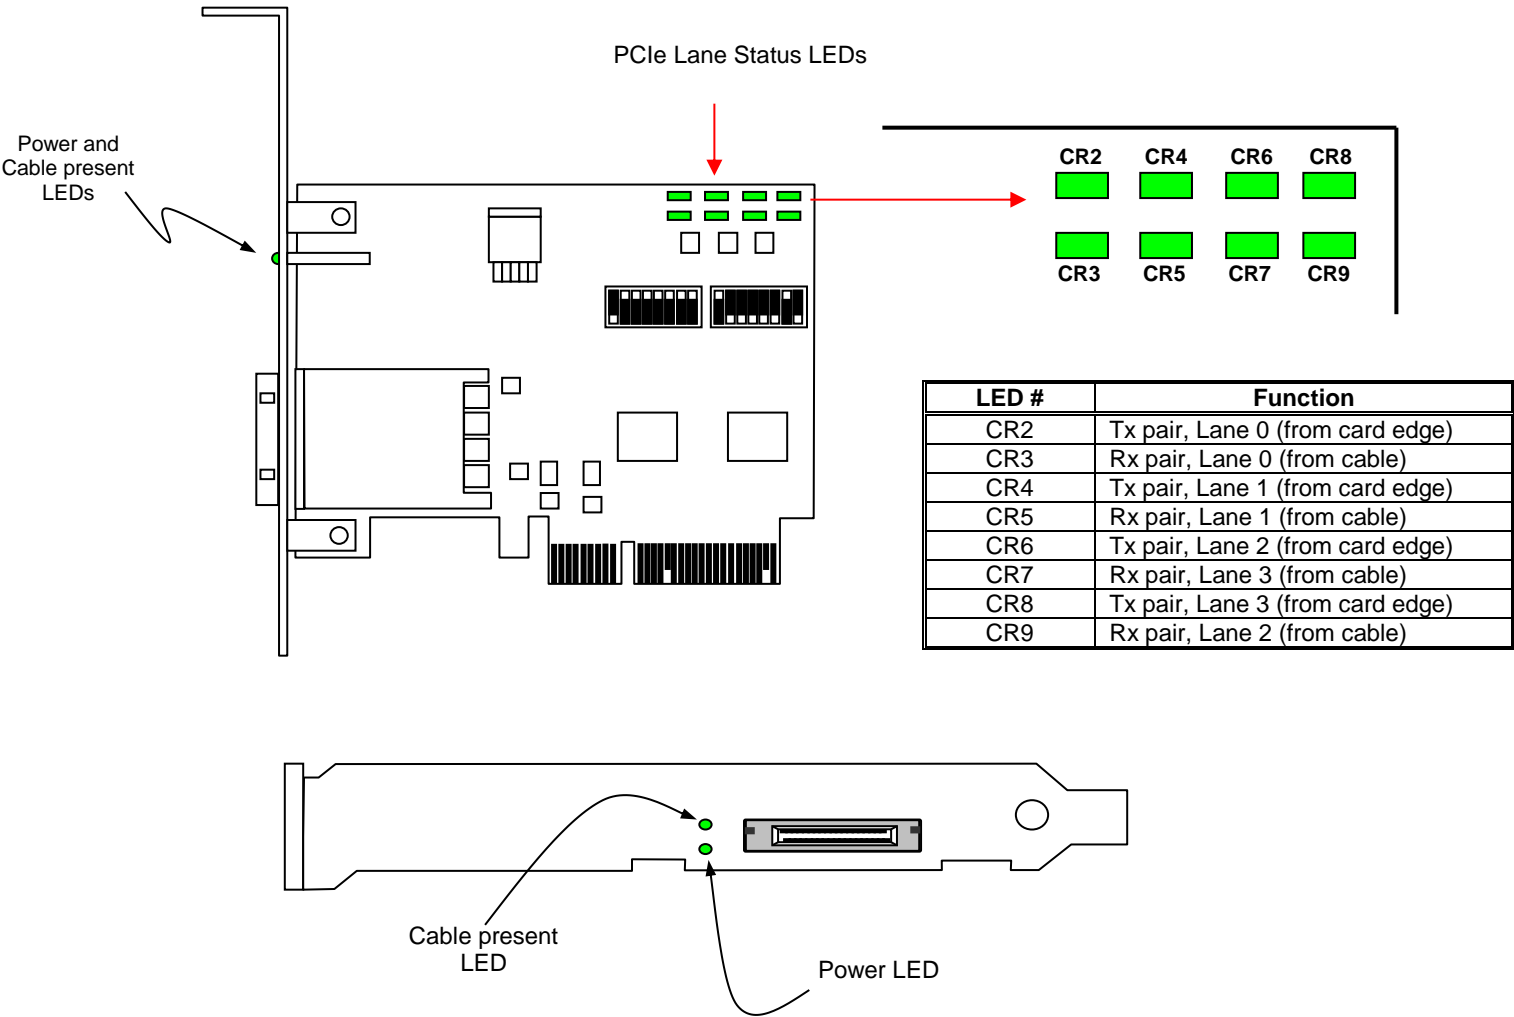 PCIe Lane Status LEDs
Power and
Cable present
LEDs
CR2 CR4 CR6 CR8
CR3 CR5 CR7 CR9
LED # Function
CR2 Tx pair, Lane 0 (from card edge)
CR3 Rx pair, Lane 0 (from cable)
CR4 Tx pair, Lane 1 (from card edge)
CR5 Rx pair, Lane 1 (from cable)
CR6 Tx pair, Lane 2 (from card edge)
CR7 Rx pair, Lane 3 (from cable)
CR8 Tx pair, Lane 3 (from card edge)
CR9 Rx pair, Lane 2 (from cable)
Cable present
LED
Power LED